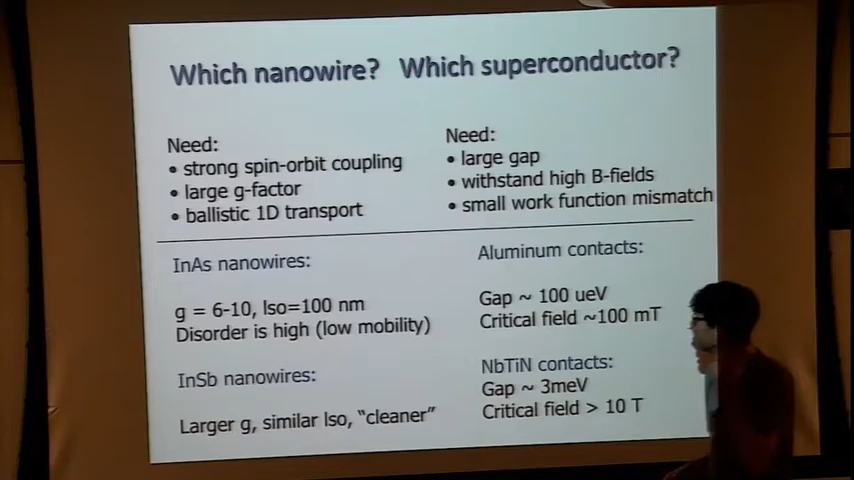 Which nanowire? Which superconductor?
Need:
• strong spin-orbit coupling
• large g-factor
• ballistic 1D transport
Need:
• large gap
• withstand high B-fields
• small work function mismatch
InAs nanowires:
g = 6-10, lso=100 nm
Disorder is high (low mobility)
InSb nanowires:
Larger g, similar lso, “cleaner”
Aluminum contacts:
Gap ~ 100 ueV
Critical field ~100 mT
NbTiN contacts:
Gap ~ 3meV
Critical field > 10 T